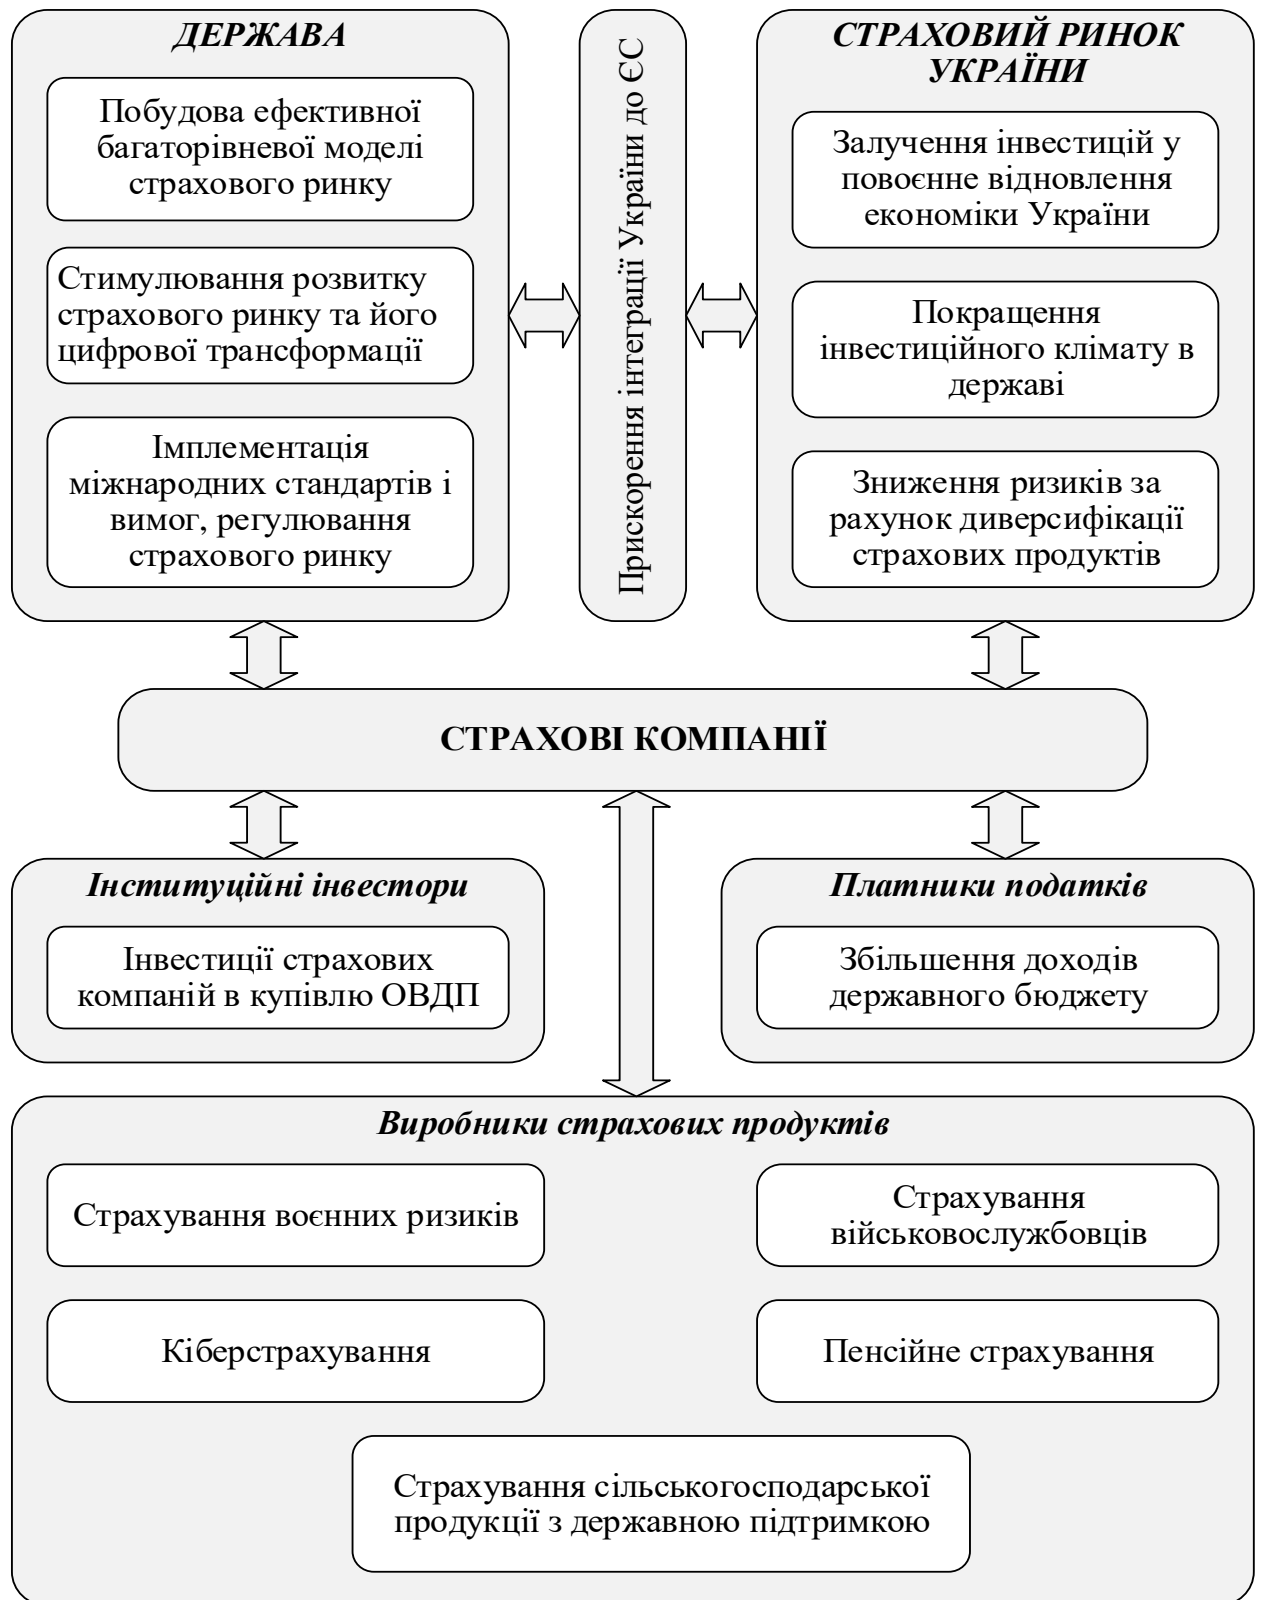 ДЕРЖАВА
Побудова ефективної
багаторівневої моделі
страхового ринку
Стимулювання розвитку
страхового ринку та його
цифрової трансформації
Імплементація
міжнародних стандартів і
вимог, регулювання
страхового ринку
Прискорення інтеграції України до ЄС
СТРАХОВИЙ РИНОК
УКРАЇНИ
Залучення інвестицій у
повоєнне відновлення
економіки України
Покращення
інвестиційного клімату в
державі
Зниження ризиків за
рахунок диверсифікації
страхових продуктів
СТРАХОВІ КОМПАНІЇ
Інституційні інвестори
Інвестиції страхових
компаній в купівлю ОВДП
Платники податків
Збільшення доходів
державного бюджету
Виробники страхових продуктів
Страхування воєнних ризиків
Страхування
військовослужбовців
Кіберстрахування
Пенсійне страхування
Страхування сільськогосподарської
продукції з державною підтримкою